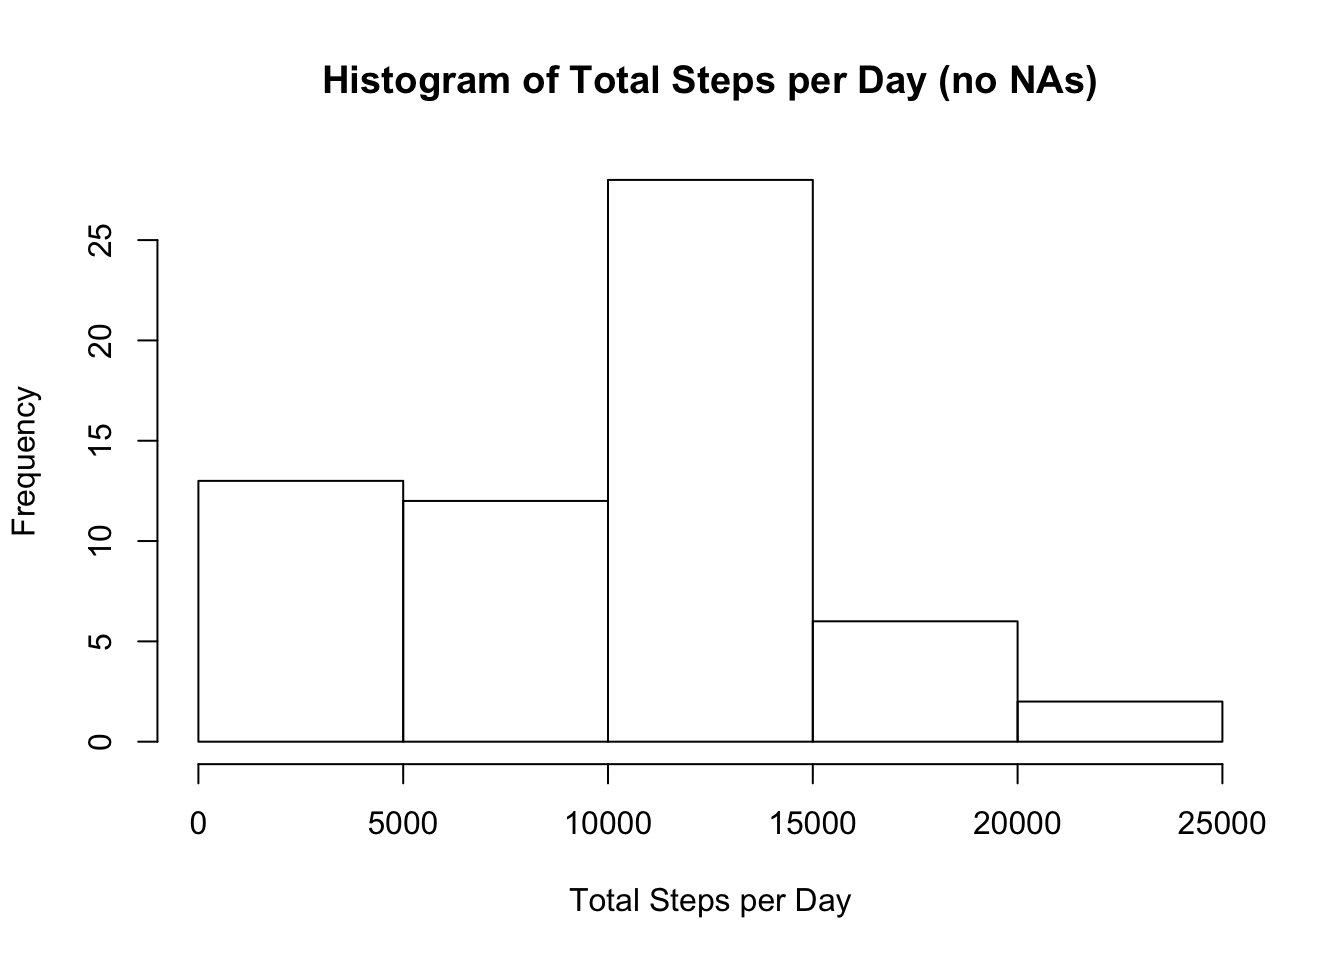 Histogram of Total Steps per Day (no NAs)
25
20
15
10
5
0
Frequency
0 5000 10000 15000 20000 25000
Total Steps per Day